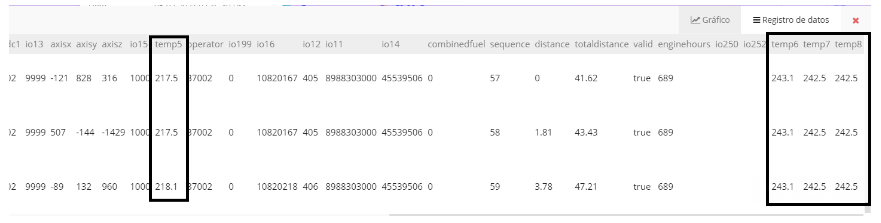 Gráfico Registro de datos ×
dc1 io13 axisx axisy axisz io15 temp5 operator io199 io16 io12 io11 io14 combinedfuel sequence distance totaldistance valid enginehours io250 io252 temp6 temp7 temp8
02 9999 -121 828 316 1000 217.5 37002 0 10820167 405 8988303000 45539506 0 57 0 41.62 true 689 243.1 242.5 242.5
02 9999 507 -144 -1429 1000 217.5 37002 0 10820167 405 8988303000 45539506 0 58 1.81 43.43 true 689 243.1 242.5 242.5
02 9999 -89 132 960 1000 218.1 37002 0 10820218 406 8988303000 45539506 0 59 3.78 47.21 true 689 243.1 242.5 242.5